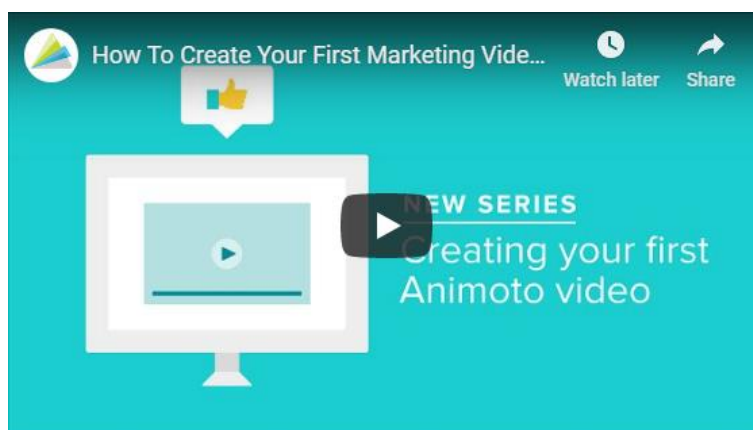 How To Create Your First Marketing Vide...
Watch later
Share
NEW SERIES
Creating your first
Animoto video